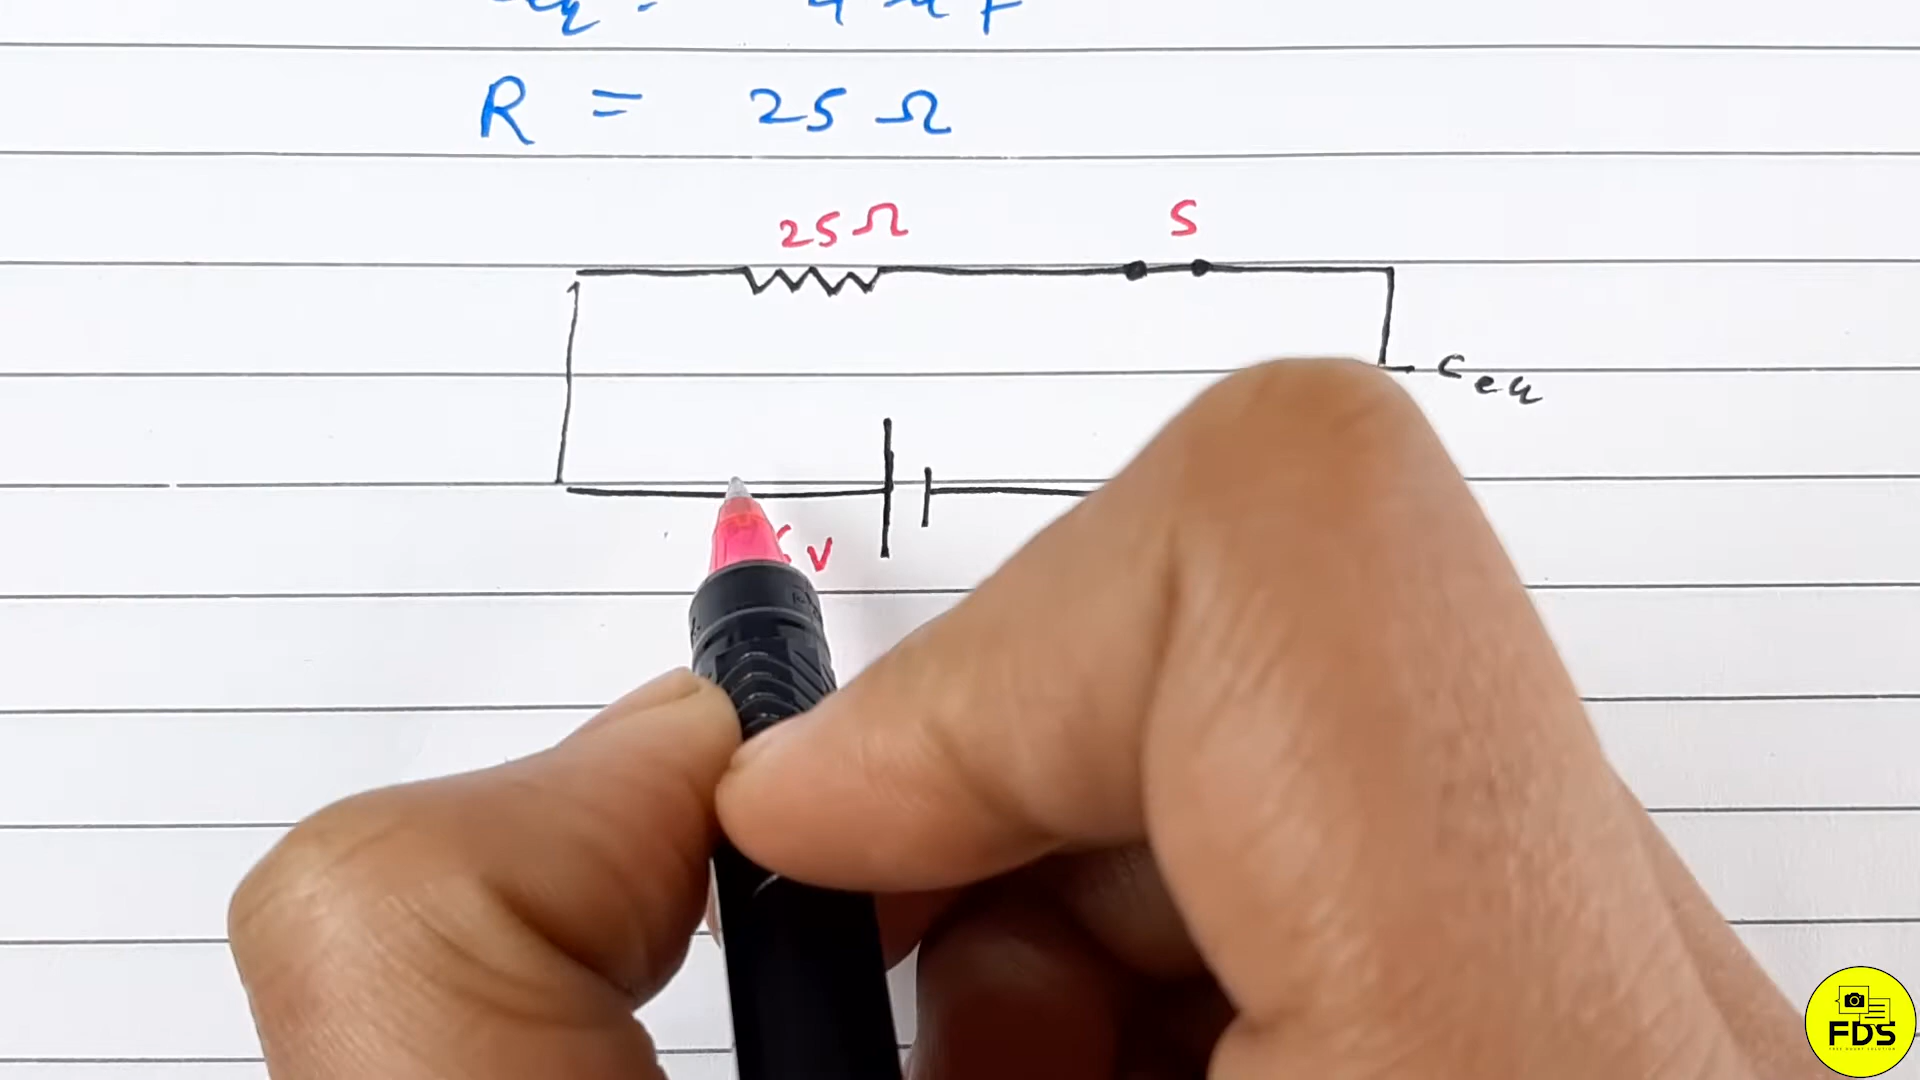 R = 25 Ω
25 Ω S
Ceq
V
FDS